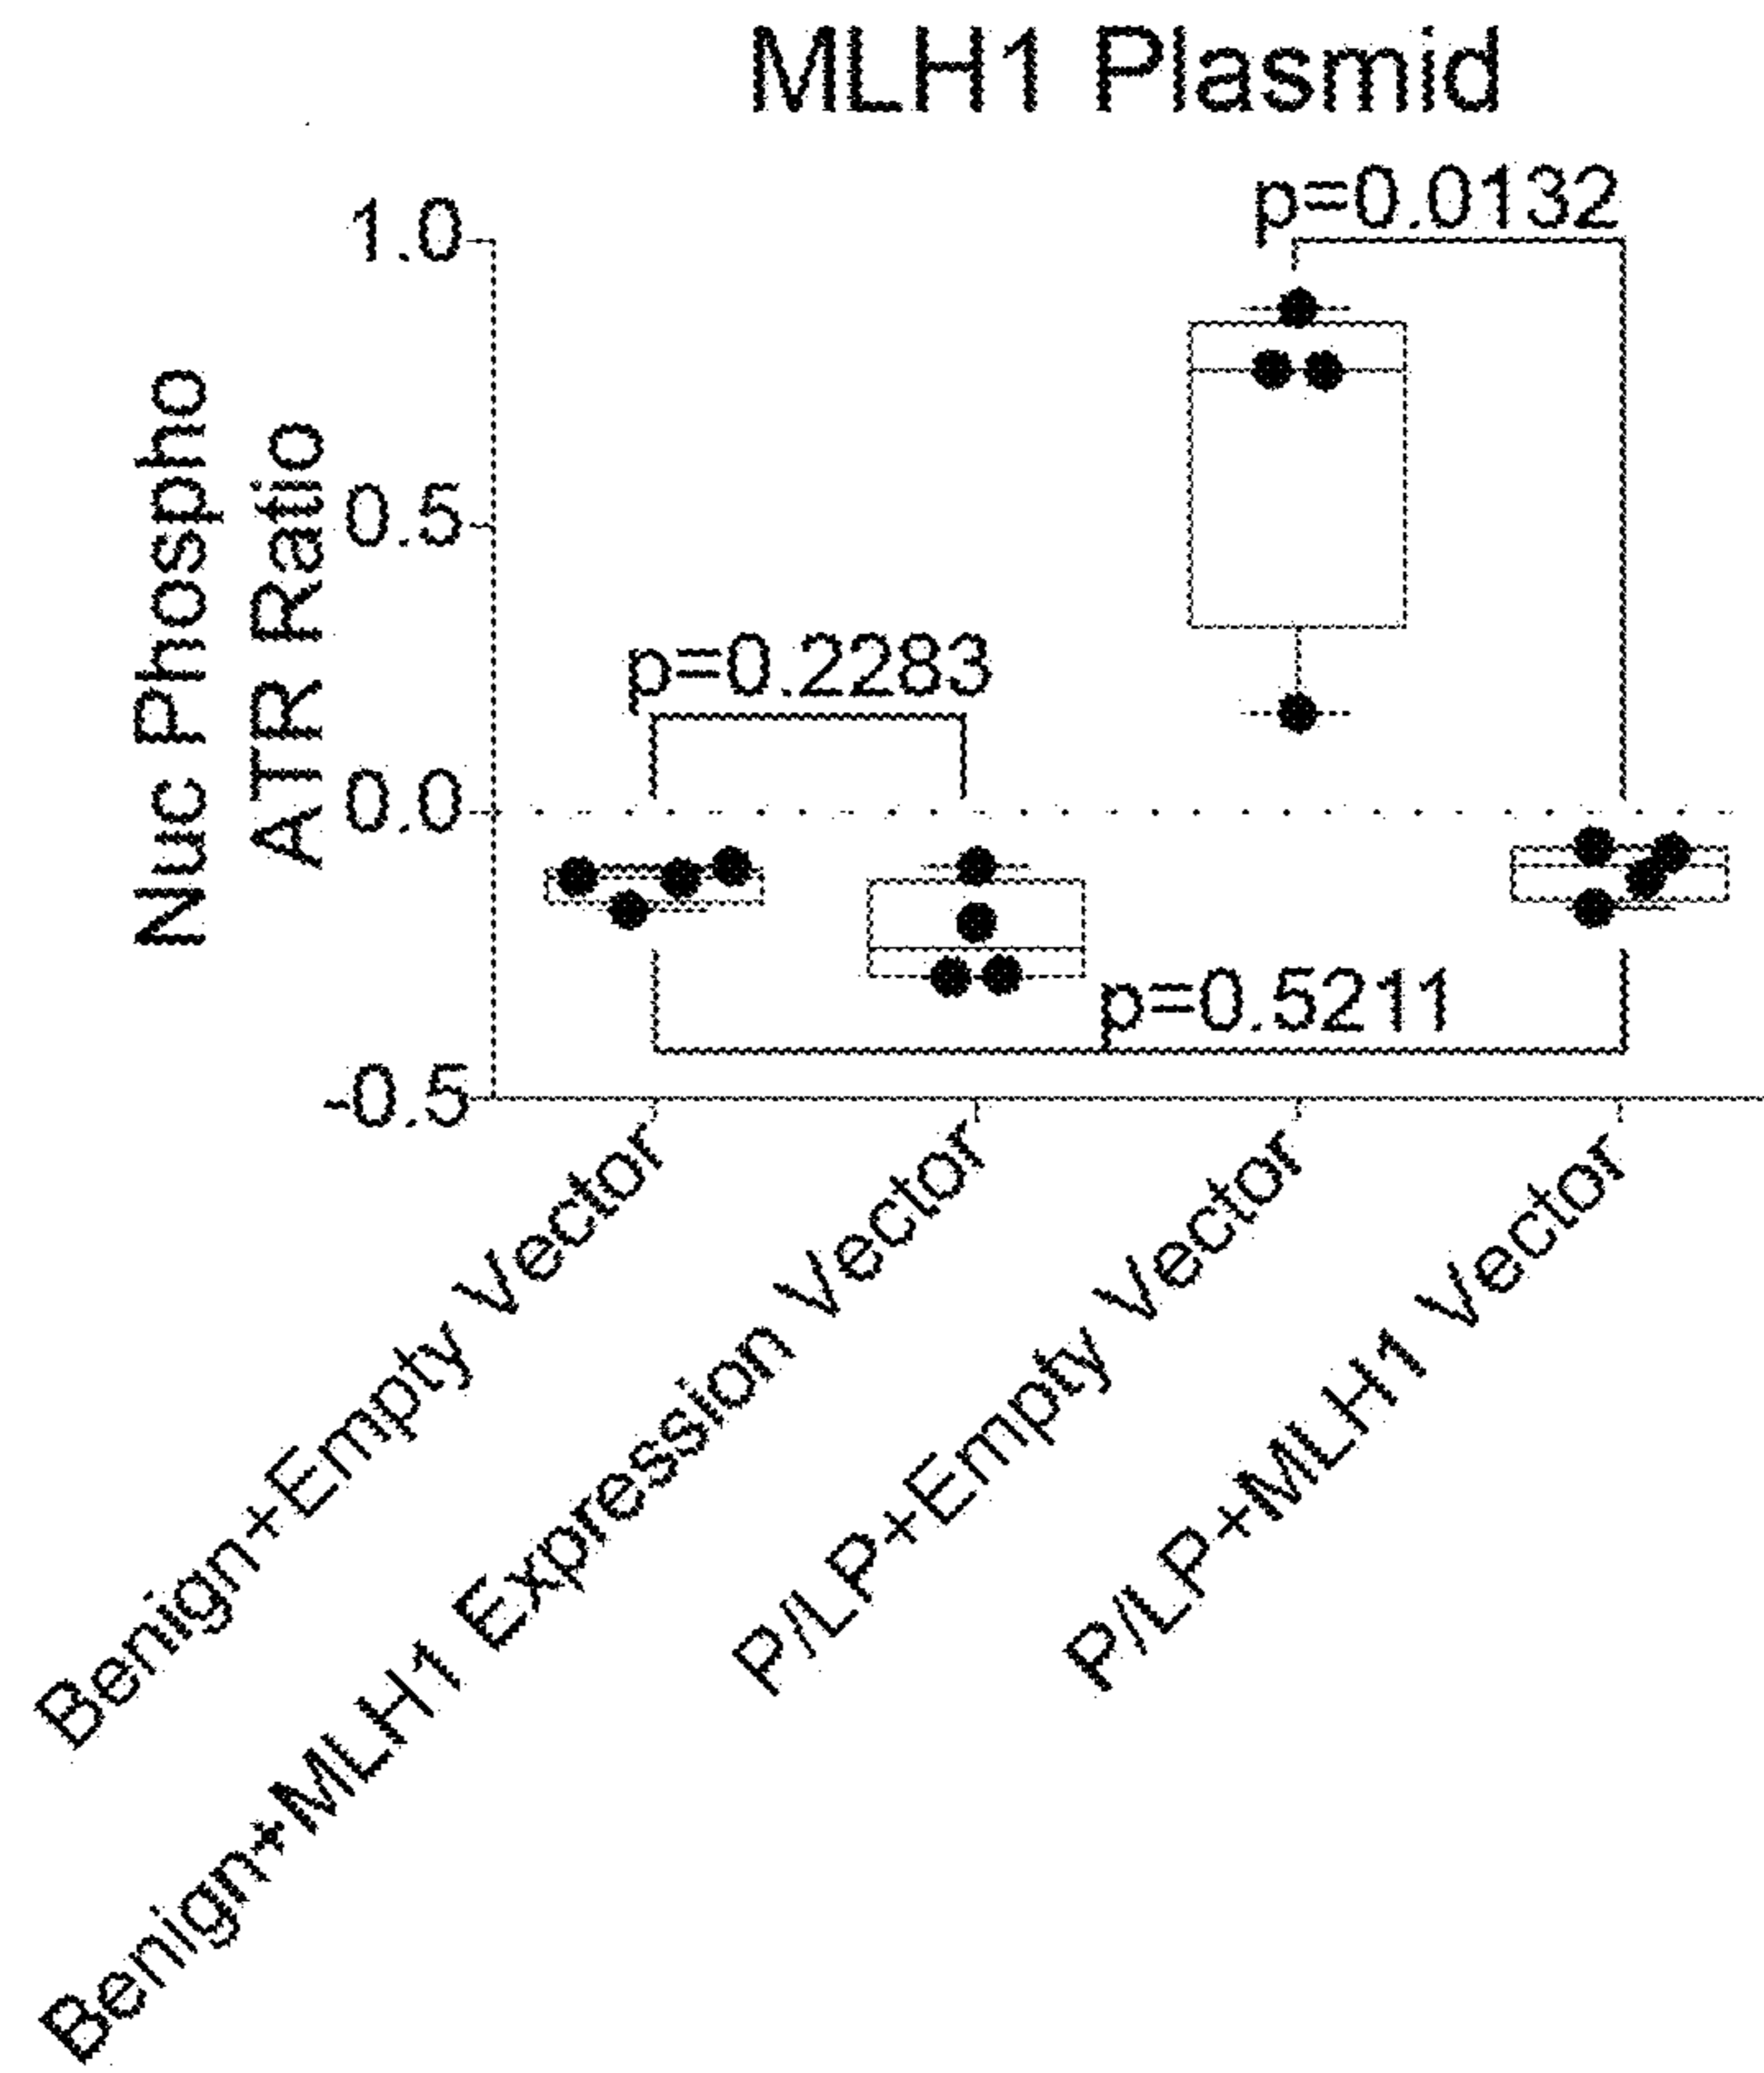 MLH1 Plasmid
p=0.0132
1.0
Nuc Phospho
ATR Ratio
0.5
p=0.2283
0.0
p=0.5211
-0.5
Benign+Empty Vector
Benign+MLH1 Expression Vector
P/LP+Empty Vector
P/LP+MLH1 Vector